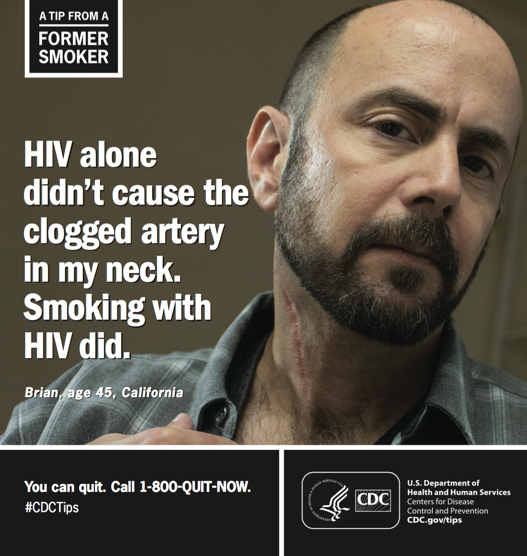 A TIP FROM A
FORMER
SMOKER
HIV alone
didn’t cause the
clogged artery
in my neck.
Smoking with
HIV did.
Brian, age 45, California
You can quit. Call 1-800-QUIT-NOW.
#CDCTips
CDC
U.S. Department of
Health and Human Services
Centers for Disease
Control and Prevention
CDC.gov/tips